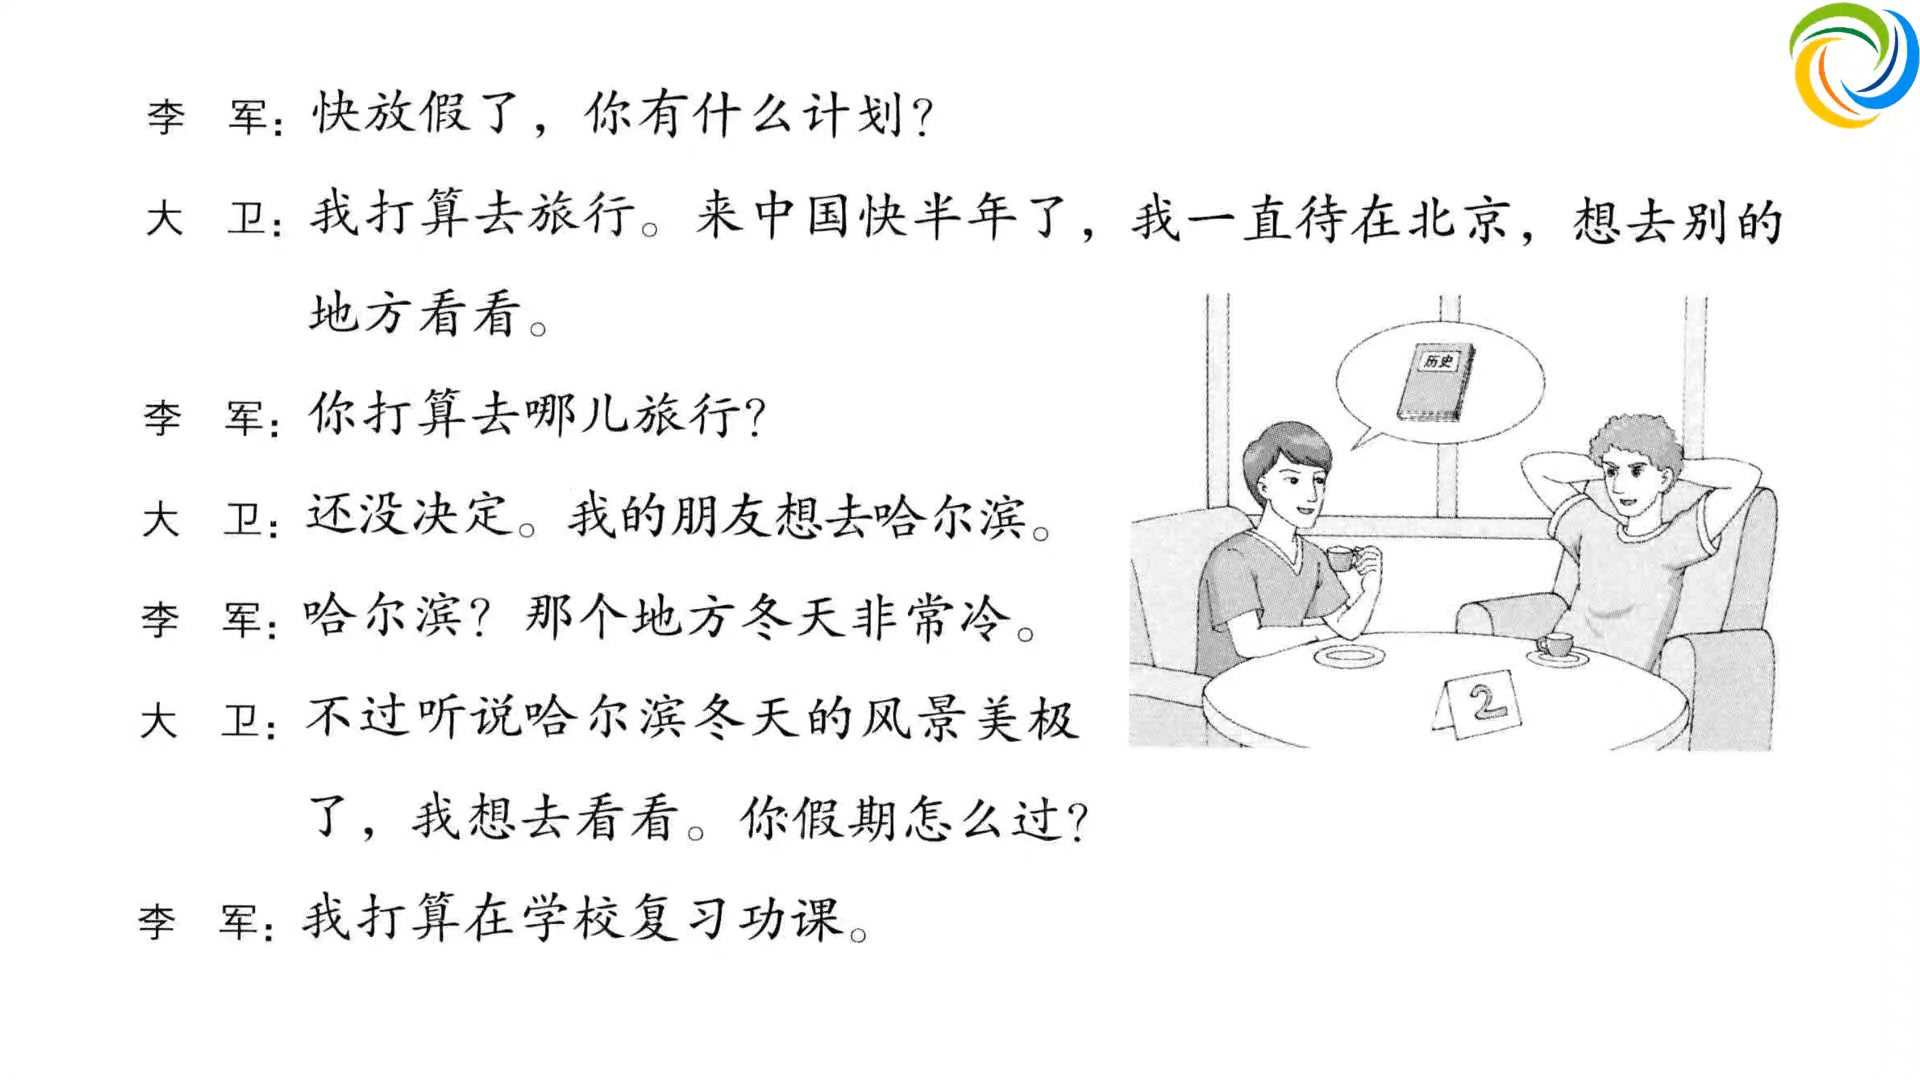 李 军：快放假了，你有什么计划？
大 卫：我打算去旅行。来中国快半年了，我一直待在北京，想去别的
地方看看。
李 军：你打算去哪儿旅行？
大 卫：还没决定。我的朋友想去哈尔滨。
李 军：哈尔滨？那个地方冬天非常冷。
大 卫：不过听说哈尔滨冬天的风景美极
了，我想去看看。你假期怎么过？
李 军：我打算在学校复习功课。
历史
2